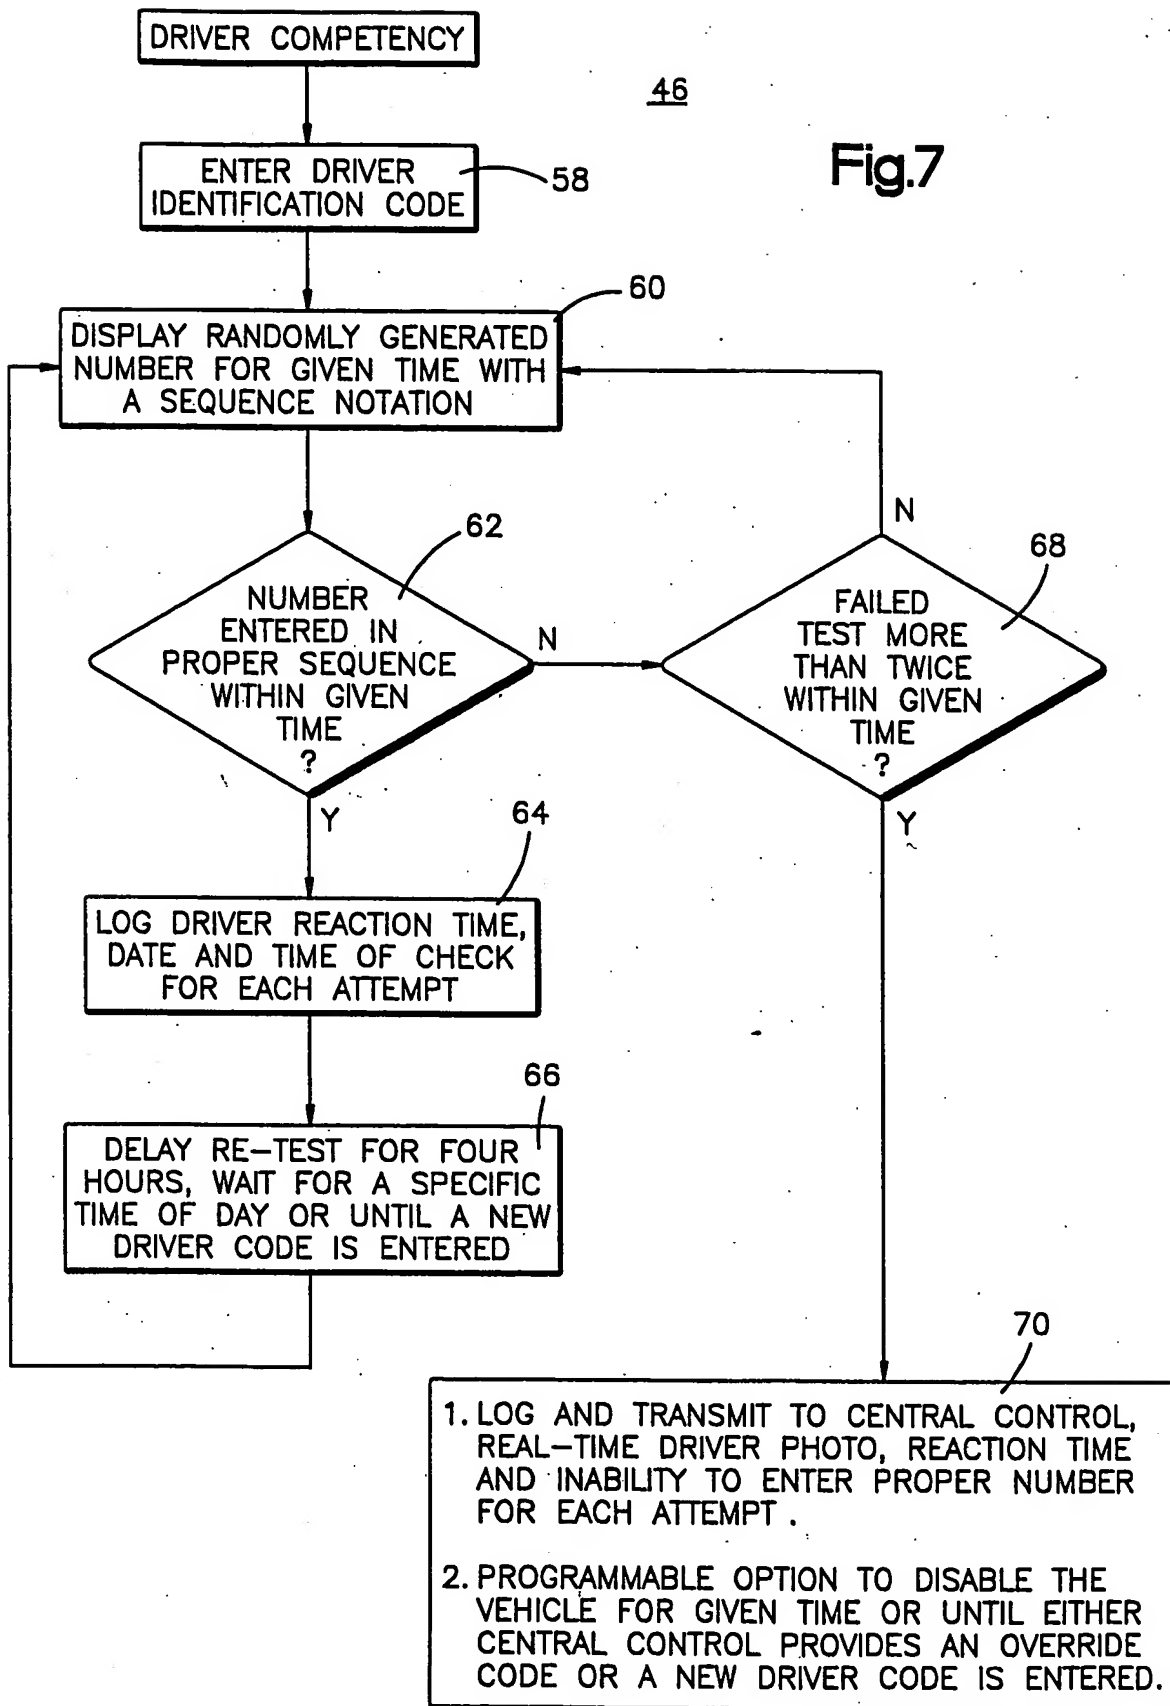 DRIVER COMPETENCY
46
Fig.7
ENTER DRIVER
IDENTIFICATION CODE
58
60
DISPLAY RANDOMLY GENERATED
NUMBER FOR GIVEN TIME WITH
A SEQUENCE NOTATION
62
NUMBER
ENTERED IN
PROPER SEQUENCE
WITHIN GIVEN
TIME
?
N
Y
N
68
FAILED
TEST MORE
THAN TWICE
WITHIN GIVEN
TIME
?
Y
64
LOG DRIVER REACTION TIME,
DATE AND TIME OF CHECK
FOR EACH ATTEMPT
66
DELAY RE-TEST FOR FOUR
HOURS, WAIT FOR A SPECIFIC
TIME OF DAY OR UNTIL A NEW
DRIVER CODE IS ENTERED
70
1. LOG AND TRANSMIT TO CENTRAL CONTROL,
REAL-TIME DRIVER PHOTO, REACTION TIME
AND INABILITY TO ENTER PROPER NUMBER
FOR EACH ATTEMPT.
2. PROGRAMMABLE OPTION TO DISABLE THE
VEHICLE FOR GIVEN TIME OR UNTIL EITHER
CENTRAL CONTROL PROVIDES AN OVERRIDE
CODE OR A NEW DRIVER CODE IS ENTERED.